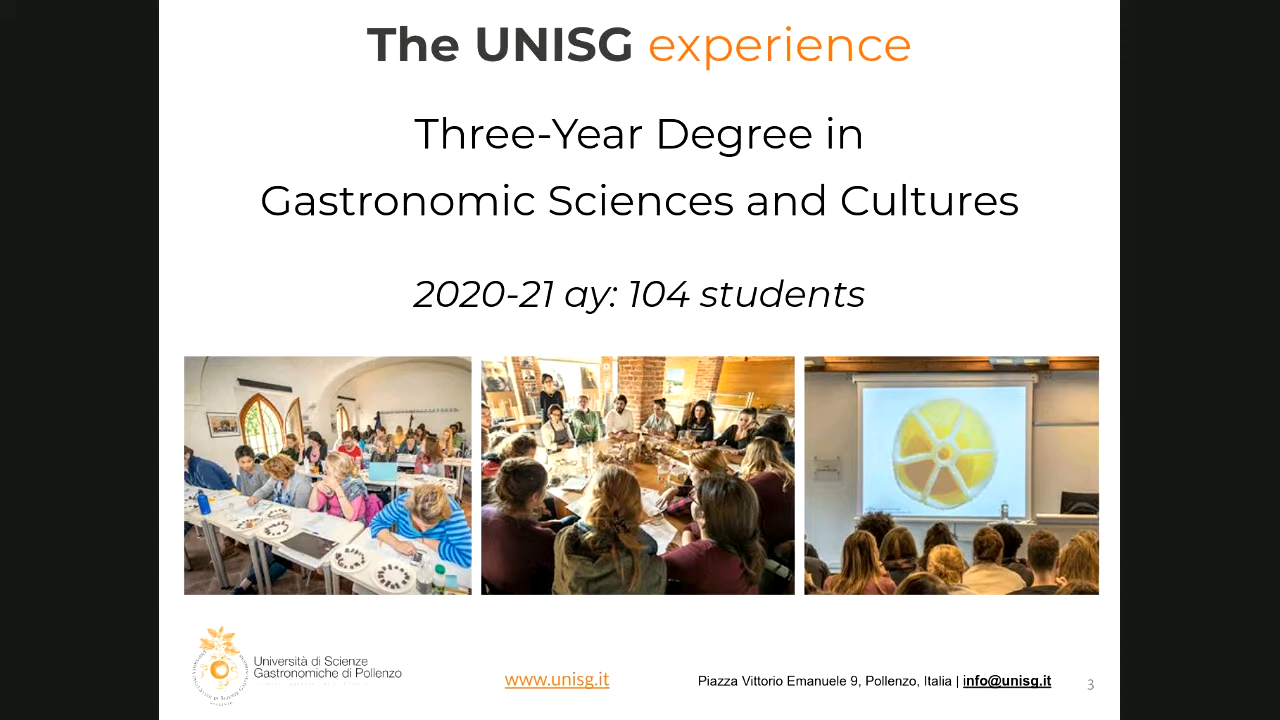 The UNISG experience
Three-Year Degree in
Gastronomic Sciences and Cultures
2020-21 ay: 104 students
Università di Scienze
Gastronomiche di Pollenzo
www.unisg.it
Piazza Vittorio Emanuele 9, Pollenzo, Italia | info@unisg.it
3